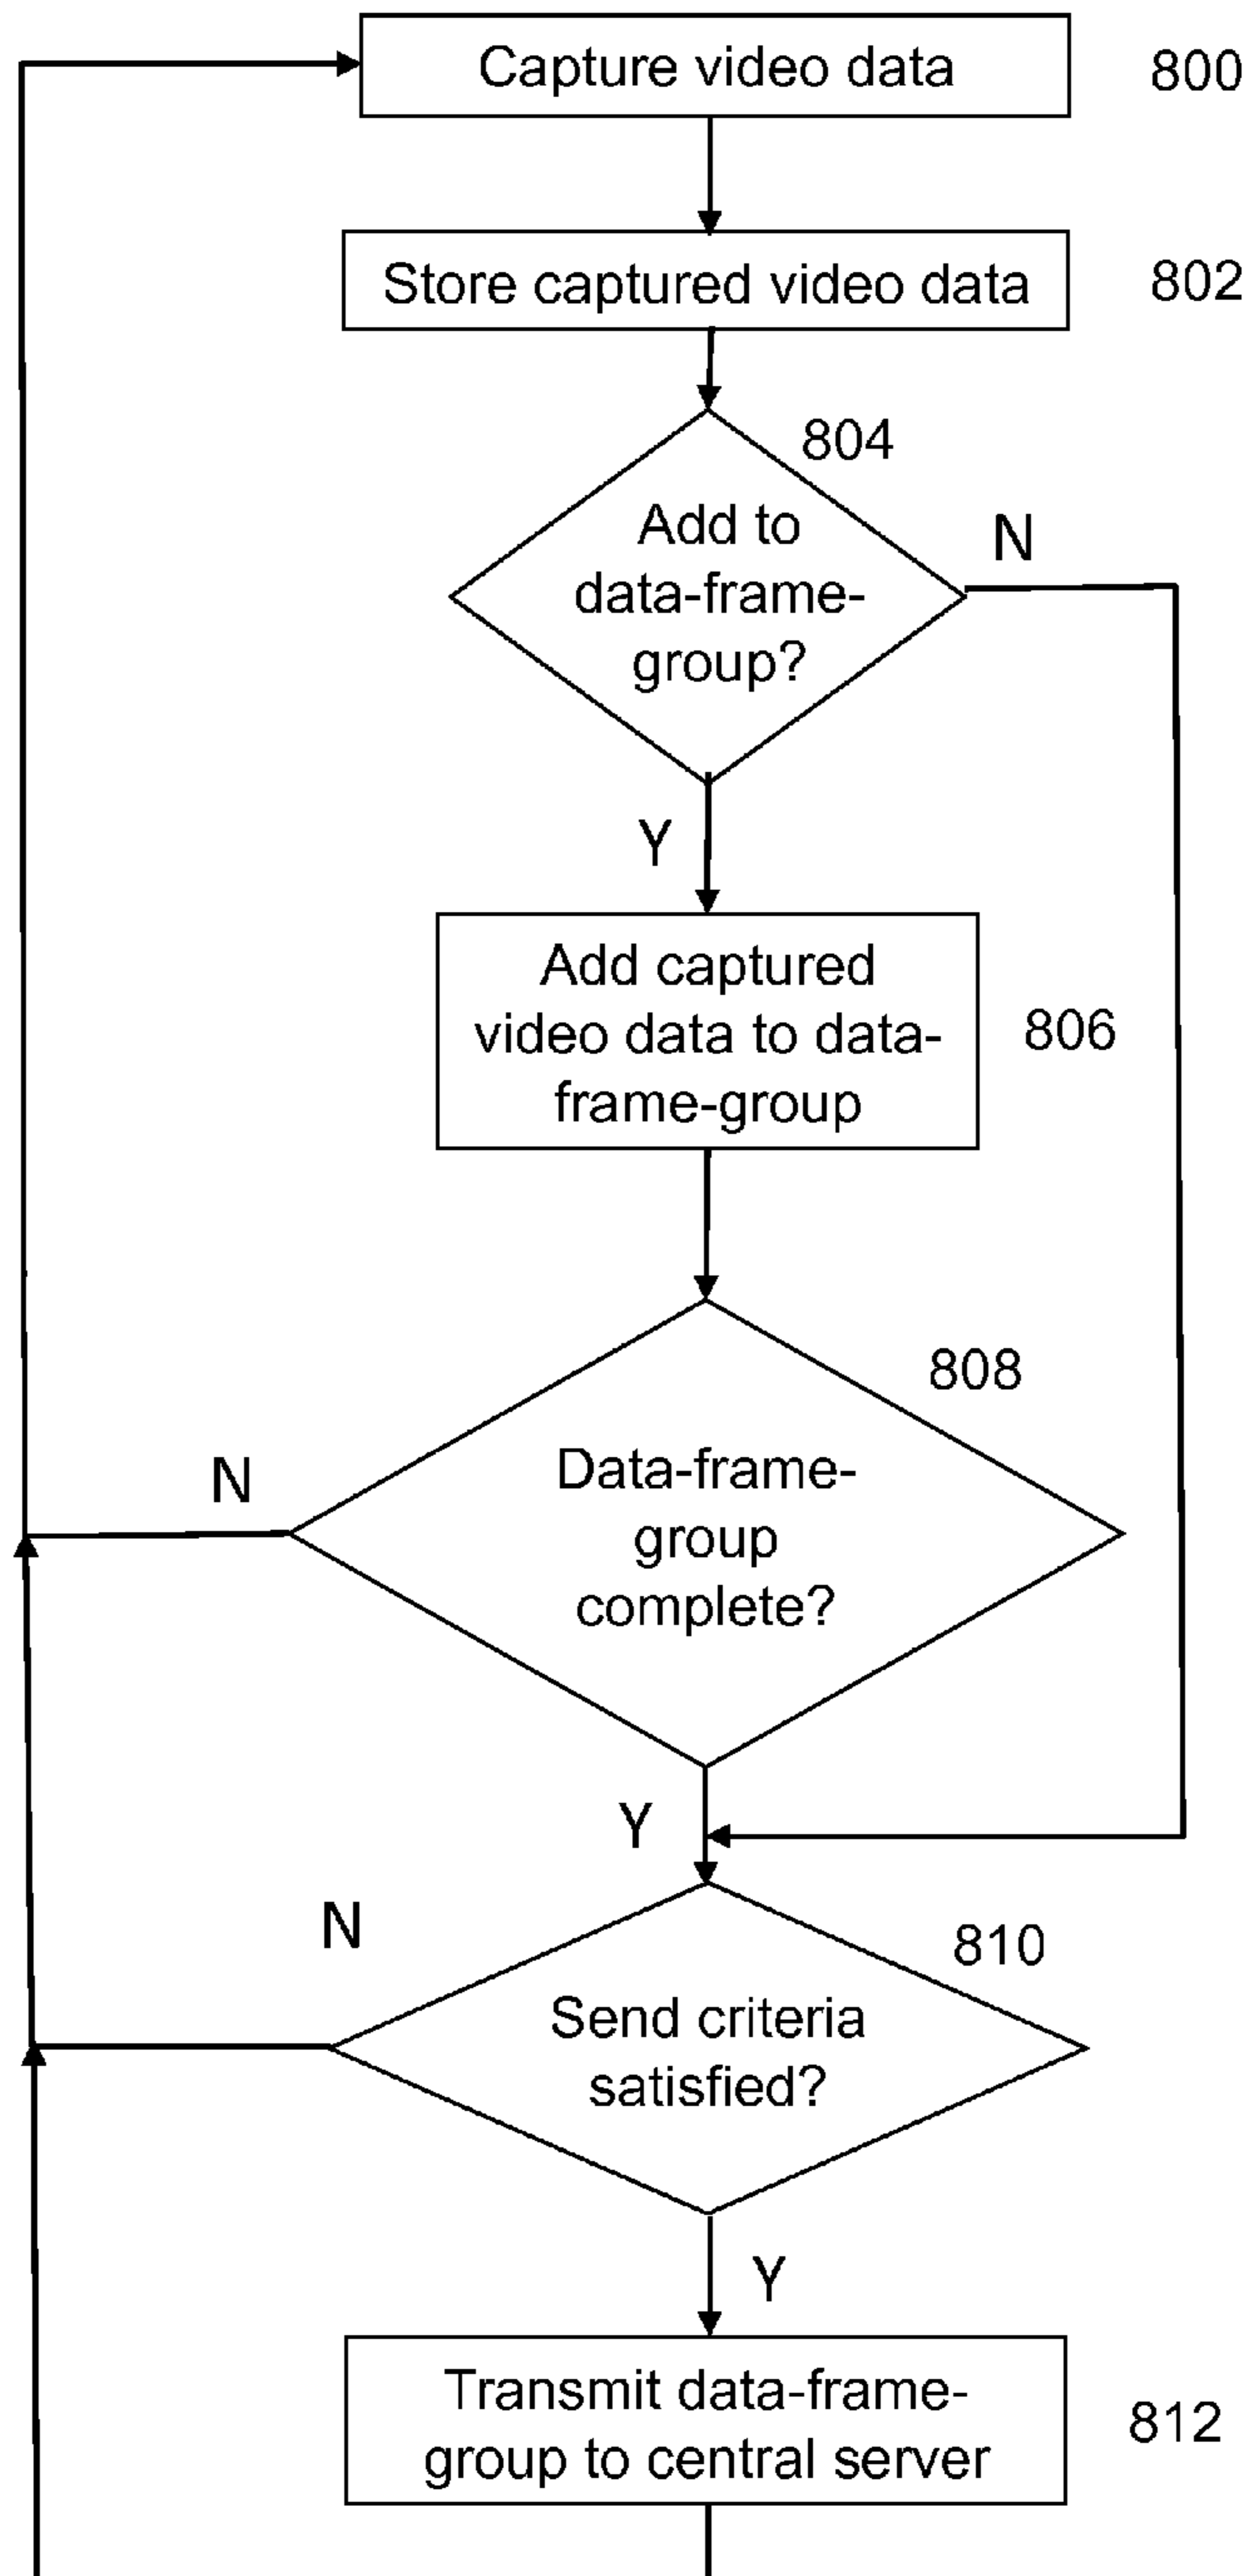 Capture video data
800
Store captured video data
802
804
Add to
data-frame-
group?
N
Y
Add captured
video data to data-
frame-group
806
808
Data-frame-
group
complete?
N
Y
N
810
Send criteria
satisfied?
Y
Transmit data-frame-
group to central server
812